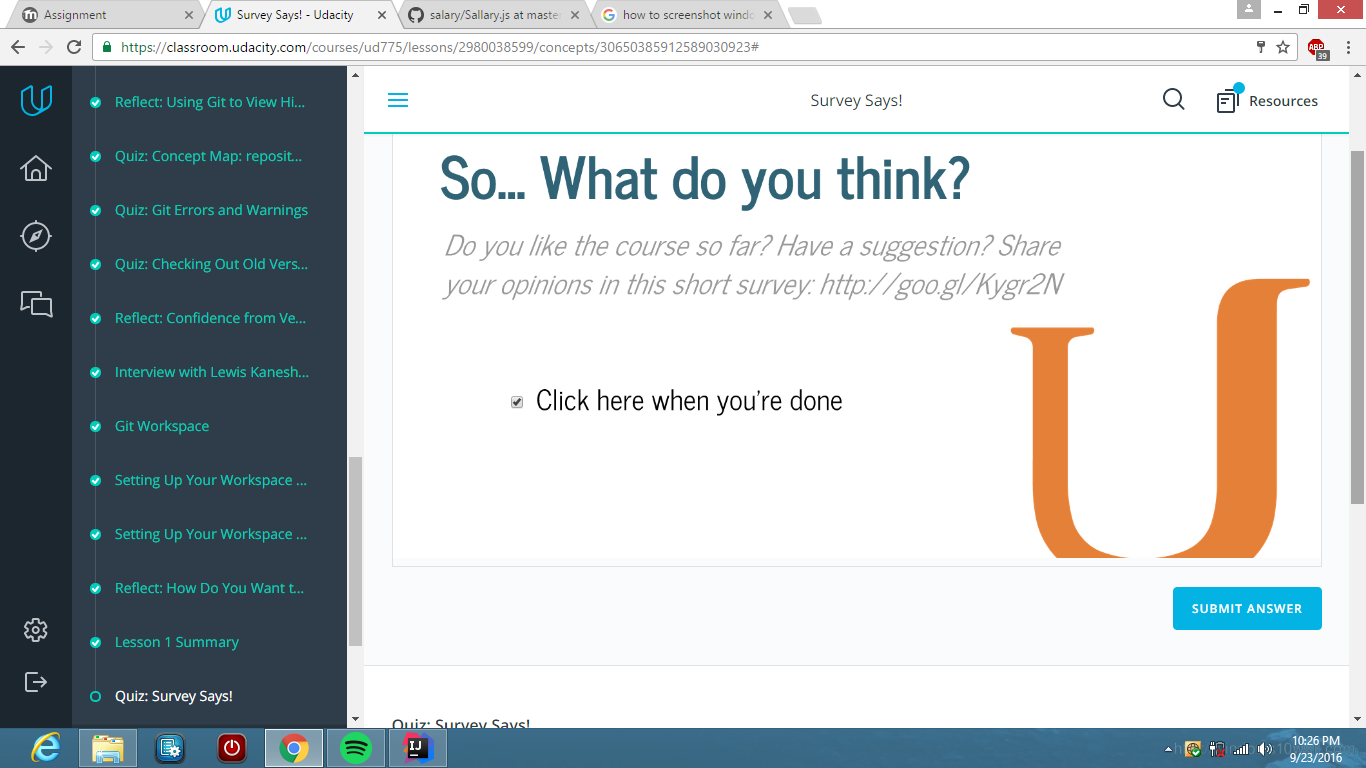 Assignment
Survey Says! - Udacity
salary/Sallary.js at maste
how to screenshot windo
https://classroom.udacity.com/courses/ud775/lessons/2980038599/concepts/30650385912589030923#
ABP
39
Survey Says!
Resources
Reflect: Using Git to View Hi...
Quiz: Concept Map: reposit...
Quiz: Git Errors and Warnings
Quiz: Checking Out Old Vers...
Reflect: Confidence from Ve...
Interview with Lewis Kanesh...
Git Workspace
Setting Up Your Workspace ...
Setting Up Your Workspace ...
Reflect: How Do You Want t...
Lesson 1 Summary
Quiz: Survey Says!
So... What do you think?
Do you like the course so far? Have a suggestion? Share
your opinions in this short survey: http://goo.gl/Kygr2N
Click here when you're done
SUBMIT ANSWER
Quiz: Survey Says!
IJ
10:26 PM
9/23/2016